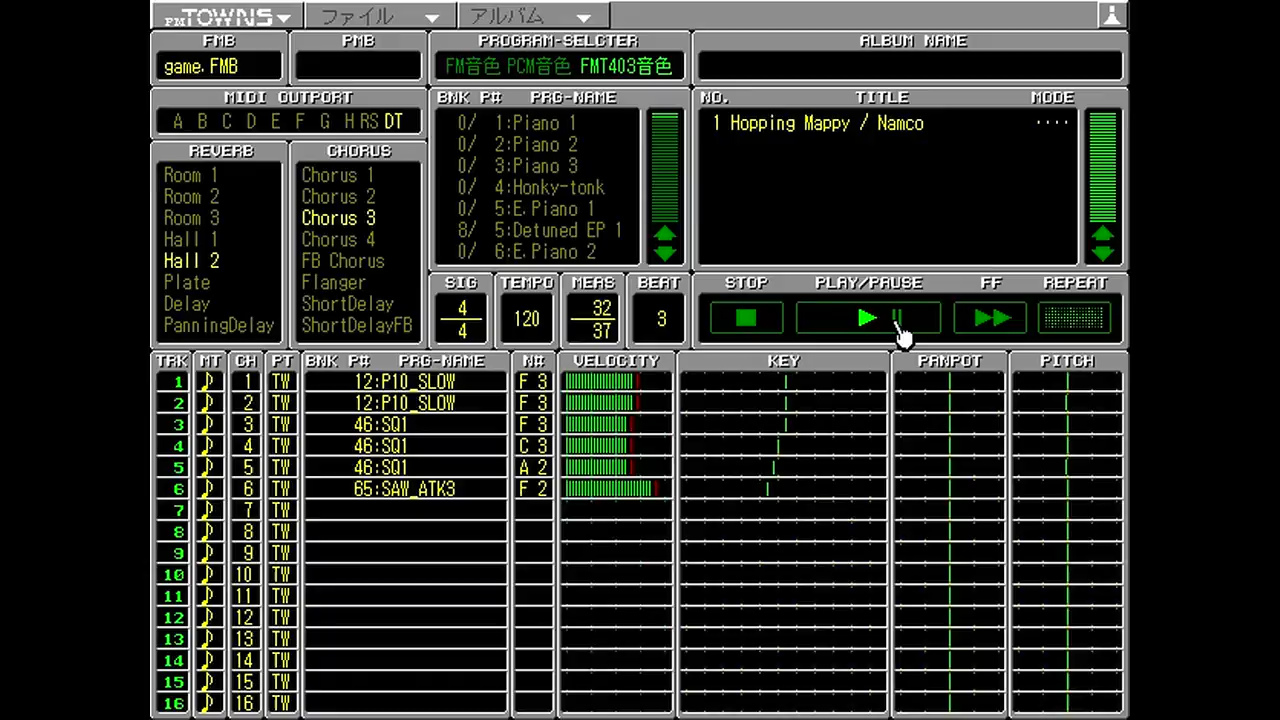 FM TOWNS ファイル アルバム
FMB PMB PROGRAM-SELCTER ALBUM NAME
game.FMB FM音色 PCM音色 FMT403音色
MIDI OUTPORT
A B C D E F G H RS DT
BNK P# PRG-NAME
0/ 1:Piano 1
0/ 2:Piano 2
0/ 3:Piano 3
0/ 4:Honky-tonk
0/ 5:E.Piano 1
8/ 5:Detuned EP 1
0/ 6:E.Piano 2
NO. TITLE MODE
1 Hopping Mappy / Namco ····
REVERB
Room 1
Room 2
Room 3
Hall 1
Hall 2
Plate
Delay
PanningDelay
CHORUS
Chorus 1
Chorus 2
Chorus 3
Chorus 4
FB Chorus
Flanger
ShortDelay
ShortDelayFB
SIG TEMPO MEAS BEAT
4/4 120 32/37 3
STOP PLAY/PAUSE FF REPEAT
TRK MT CH PT BNK P# PRG-NAME N# VELOCITY KEY PANPOT PITCH
1 1 TW 12:P10_SLOW F 3
2 2 TW 12:P10_SLOW F 3
3 3 TW 46:SQ1 F 3
4 4 TW 46:SQ1 C 3
5 5 TW 46:SQ1 A 2
6 6 TW 65:SAW_ATK3 F 2
7 7 TW
8 8 TW
9 9 TW
10 10 TW
11 11 TW
12 12 TW
13 13 TW
14 14 TW
15 15 TW
16 16 TW